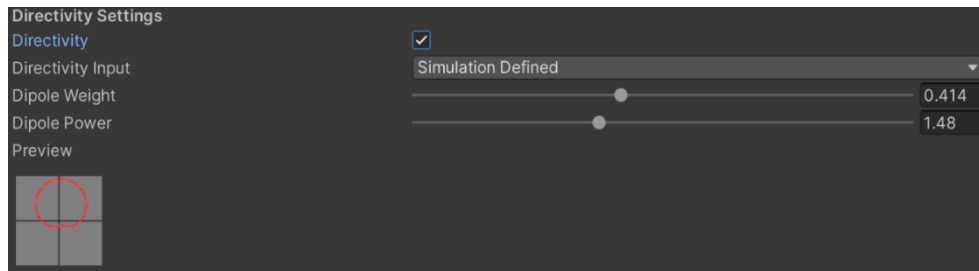 Directivity Settings
Directivity
Directivity Input Simulation Defined
Dipole Weight 0.414
Dipole Power 1.48
Preview